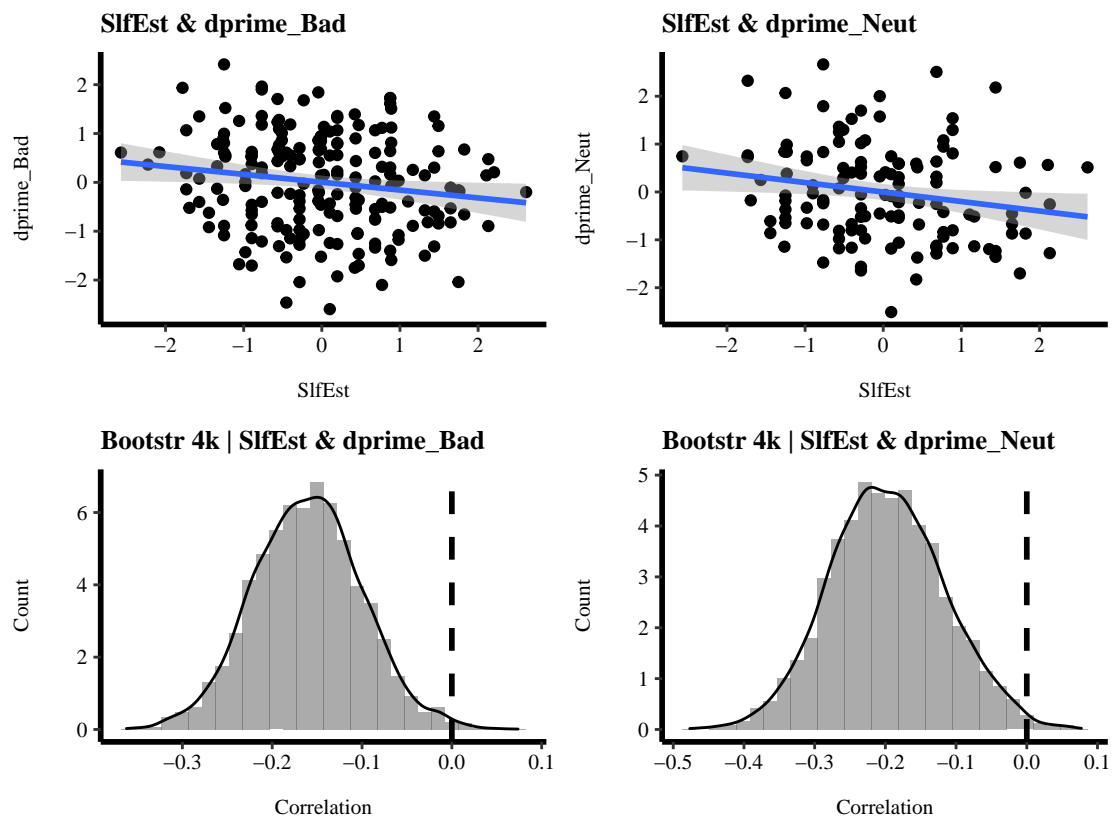 SlfEst & dprime_Bad
dprime_Bad
2
1
0
−1
−2
−2 −1 0 1 2
SlfEst
SlfEst & dprime_Neut
dprime_Neut
2
1
0
−1
−2
−2 −1 0 1 2
SlfEst
Bootstr 4k | SlfEst & dprime_Bad
Count
6
4
2
0
−0.3 −0.2 −0.1 0.0 0.1
Correlation
Bootstr 4k | SlfEst & dprime_Neut
Count
5
4
3
2
1
0
−0.5 −0.4 −0.3 −0.2 −0.1 0.0 0.1
Correlation